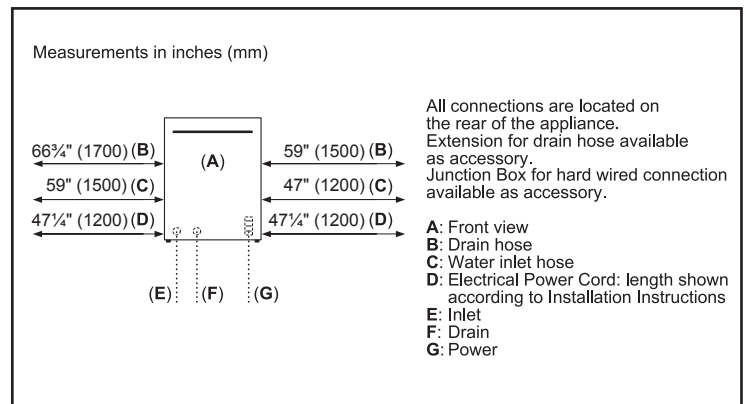 Measurements in inches (mm)
66¾" (1700) (B)
59" (1500) (C)
47¼" (1200) (D)
(A)
59" (1500) (B)
47" (1200) (C)
47¼" (1200) (D)
(E)
(F)
(G)
All connections are located on
the rear of the appliance.
Extension for drain hose available
as accessory.
Junction Box for hard wired connection
available as accessory.
A: Front view
B: Drain hose
C: Water inlet hose
D: Electrical Power Cord: length shown
according to Installation Instructions
E: Inlet
F: Drain
G: Power